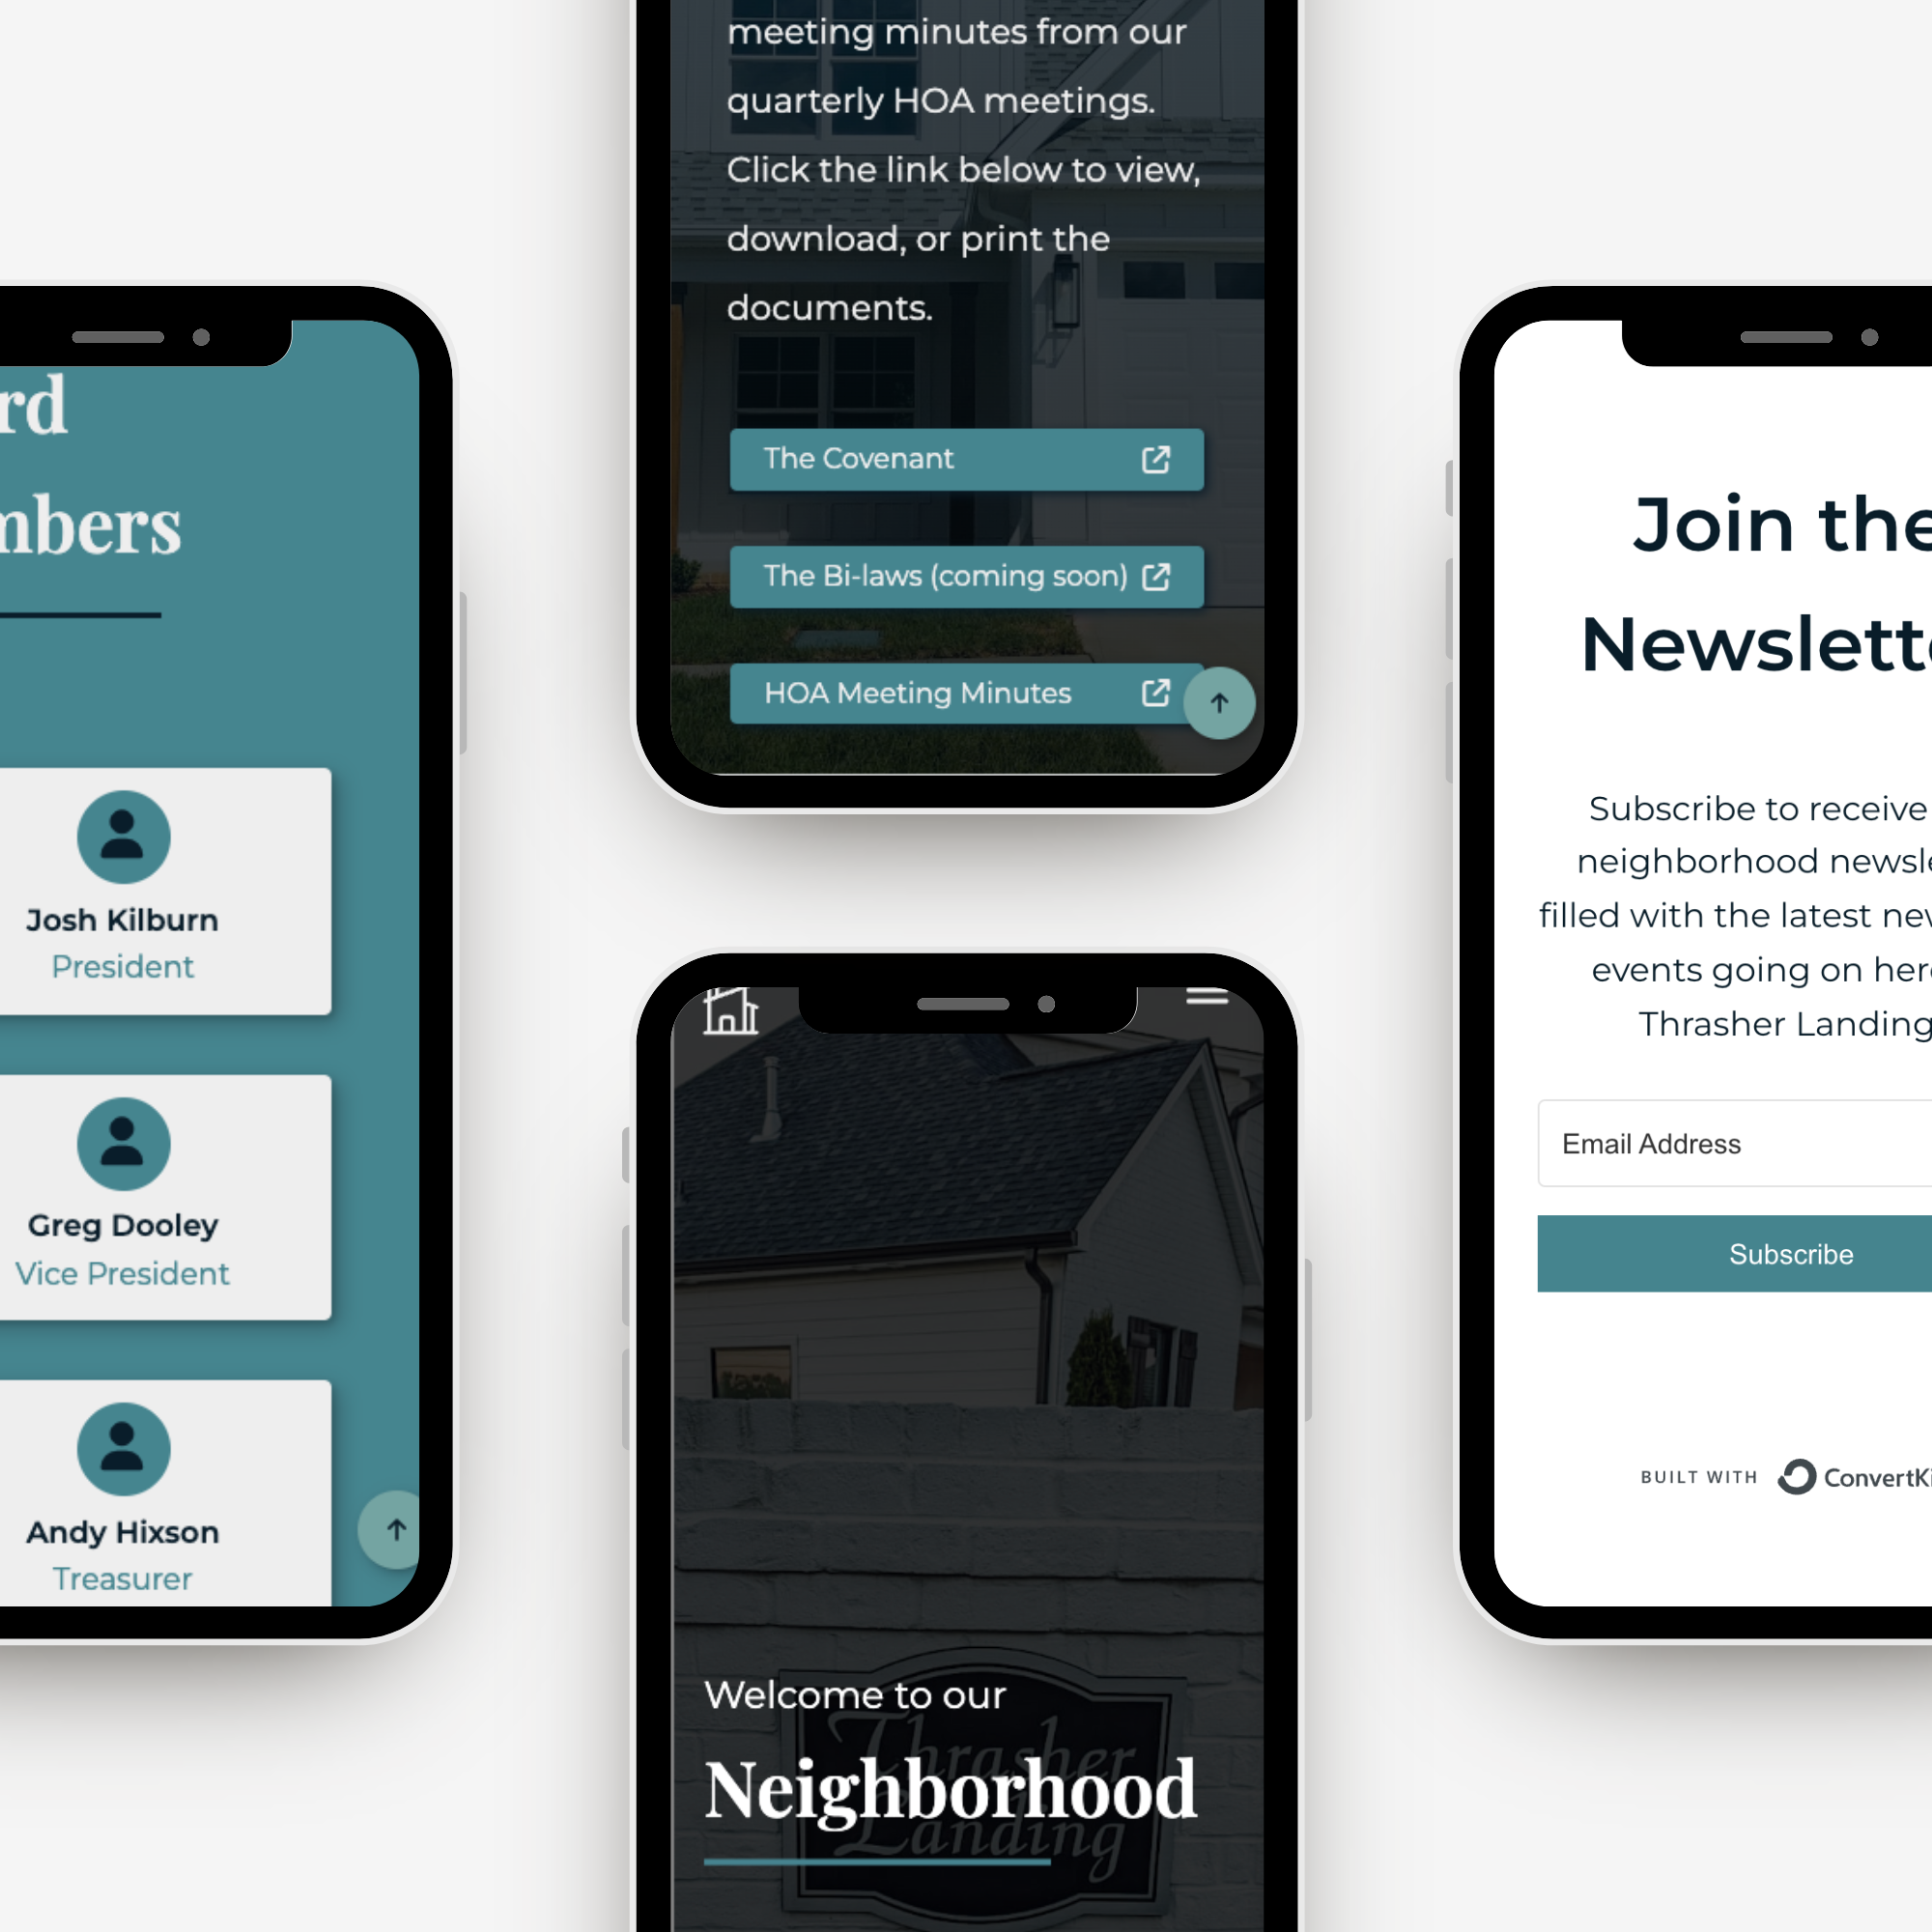 meeting minutes from our
quarterly HOA meetings.
Click the link below to view,
download, or print the
documents.
The Covenant
The Bi-laws (coming soon)
HOA Meeting Minutes
rd
mbers
Josh Kilburn
President
Greg Dooley
Vice President
Andy Hixson
Treasurer
Welcome to our
Thrasher
Neighborhood
Landing
Join the
Newslett
Subscribe to receive
neighborhood newsl
filled with the latest new
events going on her
Thrasher Landing
Email Address
Subscribe
BUILT WITH ConvertKi